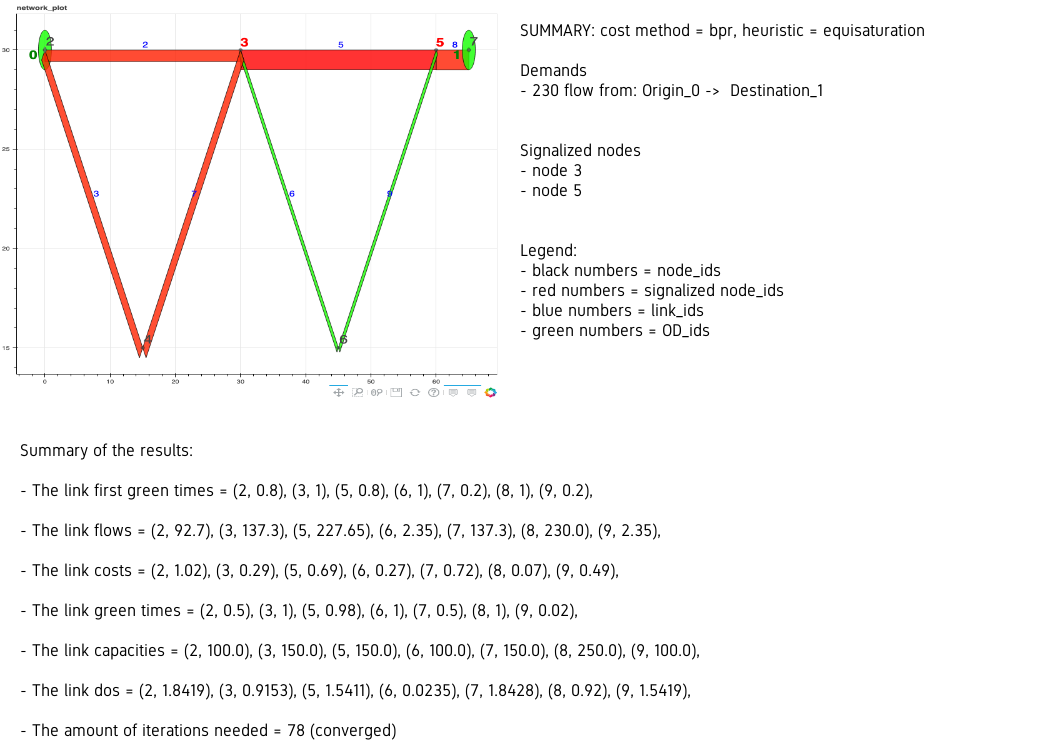 network_plot
SUMMARY: cost method = bpr, heuristic = equisaturation
Demands
- 230 flow from: Origin_0 -> Destination_1
Signalized nodes
- node 3
- node 5
Legend:
- black numbers = node_ids
- red numbers = signalized node_ids
- blue numbers = link_ids
- green numbers = OD_ids
2 2 3 5 5 8 7
0 1
30
25
3 7 6 9
20
4 6
15
0 10 20 30 40 50 60
Summary of the results:
- The link first green times = (2, 0.8), (3, 1), (5, 0.8), (6, 1), (7, 0.2), (8, 1), (9, 0.2),
- The link flows = (2, 92.7), (3, 137.3), (5, 227.65), (6, 2.35), (7, 137.3), (8, 230.0), (9, 2.35),
- The link costs = (2, 1.02), (3, 0.29), (5, 0.69), (6, 0.27), (7, 0.72), (8, 0.07), (9, 0.49),
- The link green times = (2, 0.5), (3, 1), (5, 0.98), (6, 1), (7, 0.5), (8, 1), (9, 0.02),
- The link capacities = (2, 100.0), (3, 150.0), (5, 150.0), (6, 100.0), (7, 150.0), (8, 250.0), (9, 100.0),
- The link dos = (2, 1.8419), (3, 0.9153), (5, 1.5411), (6, 0.0235), (7, 1.8428), (8, 0.92), (9, 1.5419),
- The amount of iterations needed = 78 (converged)